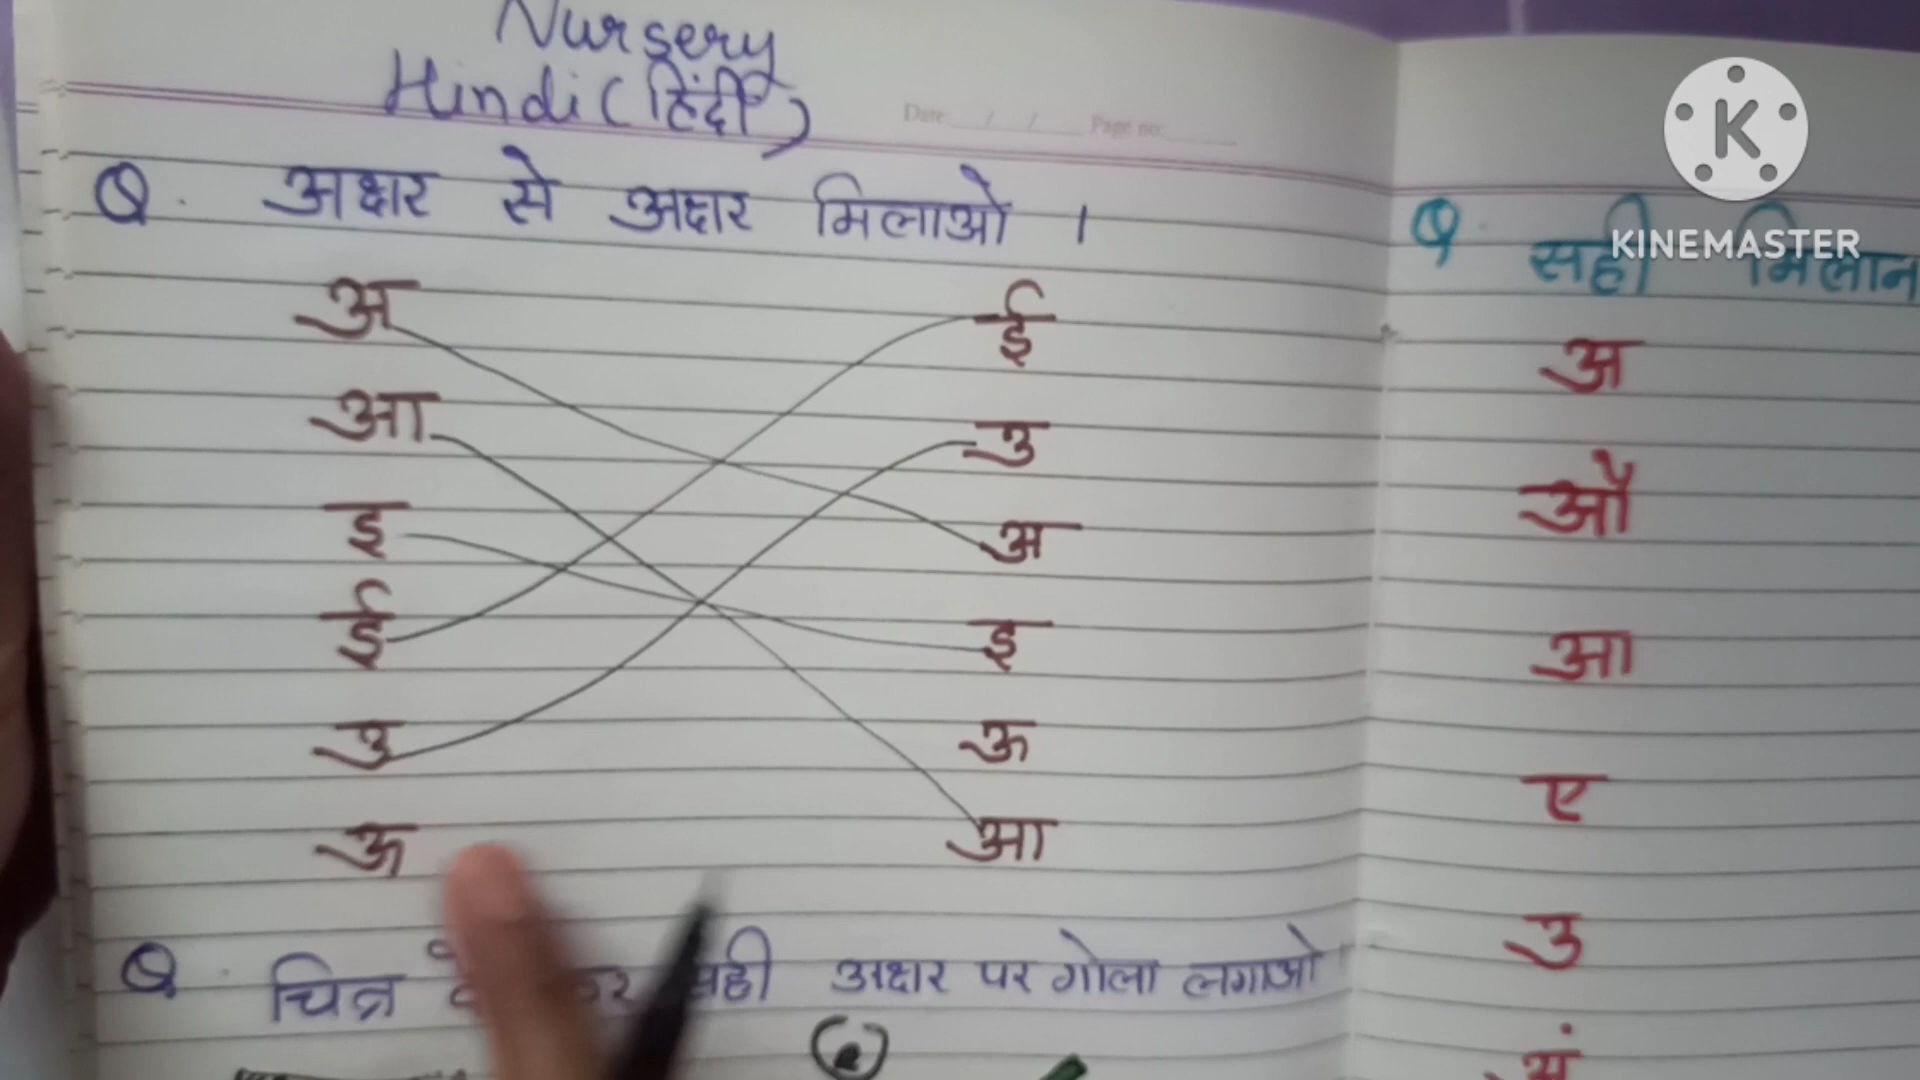 Nursery
Hindi (हिंदी)
Date / / Page no:
Q. अक्षर से अक्षर मिलाओ ।
अ ई
आ उ
इ अ
ई इ
उ ऊ
ऊ आ
Q. चित्र सही अक्षर पर गोला लगाओ
K
KINEMASTER
Q. सही मिलान
अ
औ
आ
ए
उ
अं